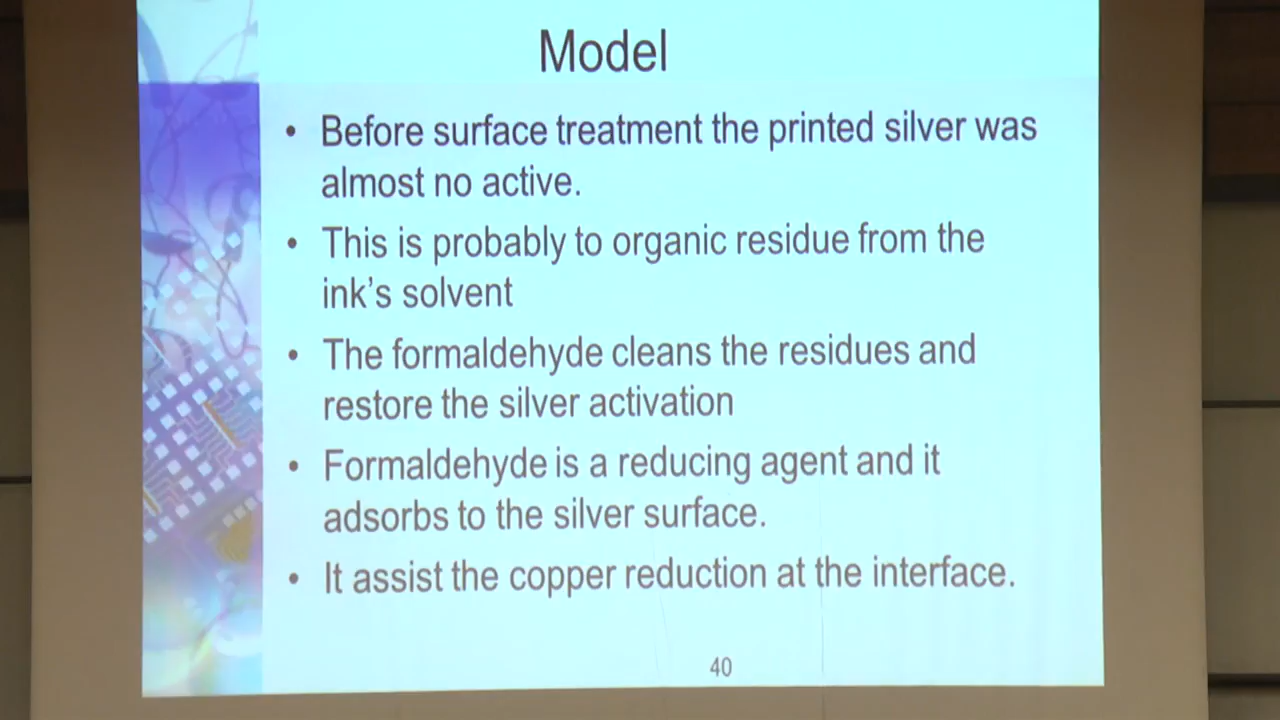 Model
• Before surface treatment the printed silver was
almost no active.
• This is probably to organic residue from the
ink's solvent
• The formaldehyde cleans the residues and
restore the silver activation
• Formaldehyde is a reducing agent and it
adsorbs to the silver surface.
• It assist the copper reduction at the interface.
40